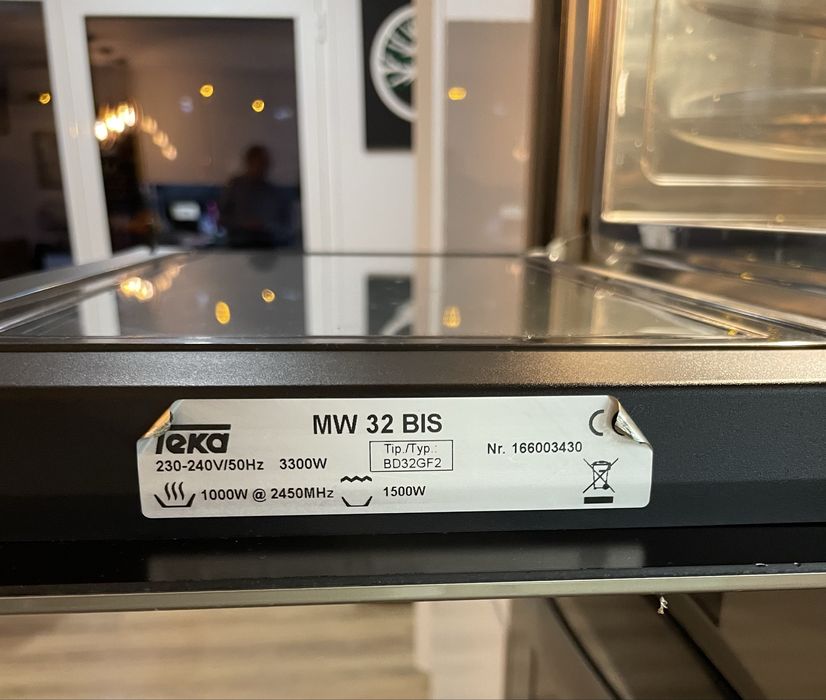 MW 32 BIS
Teka
Tip./Typ.:
BD32GF2
Nr. 166003430
230-240V/50Hz 3300W
1000W @ 2450MHz
1500W